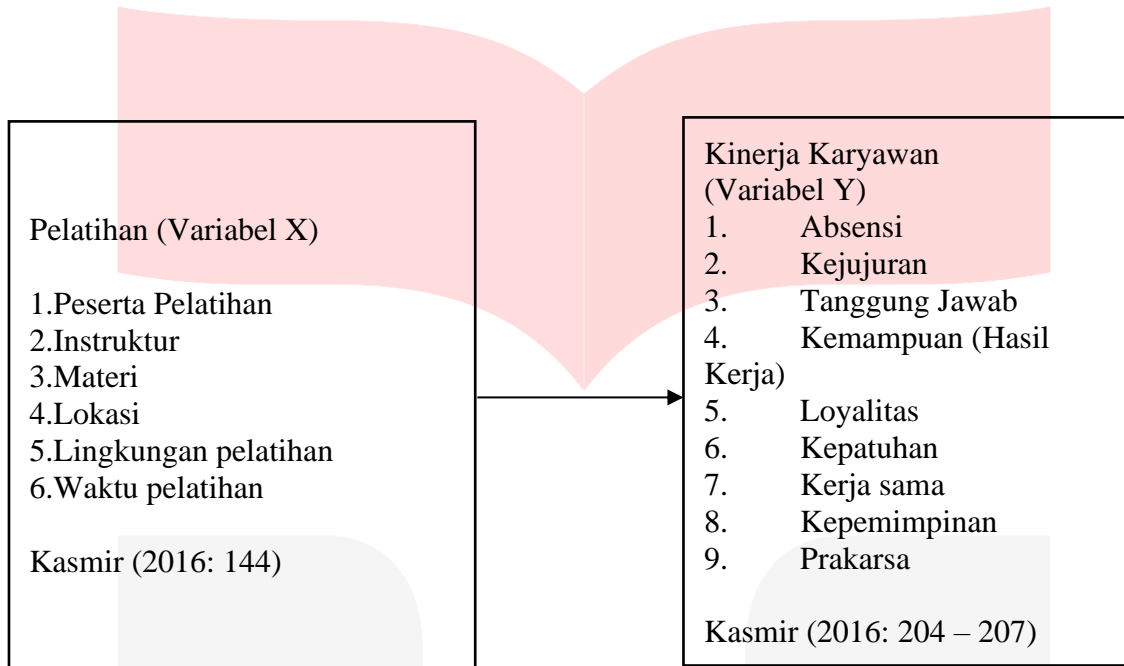 Pelatihan (Variabel X)
1.Peserta Pelatihan
2.Instruktur
3.Materi
4.Lokasi
5.Lingkungan pelatihan
6.Waktu pelatihan
Kasmir (2016: 144)
Kinerja Karyawan
(Variabel Y)
1. Absensi
2. Kejujuran
3. Tanggung Jawab
4. Kemampuan (Hasil
Kerja)
5. Loyalitas
6. Kepatuhan
7. Kerja sama
8. Kepemimpinan
9. Prakarsa
Kasmir (2016: 204 – 207)